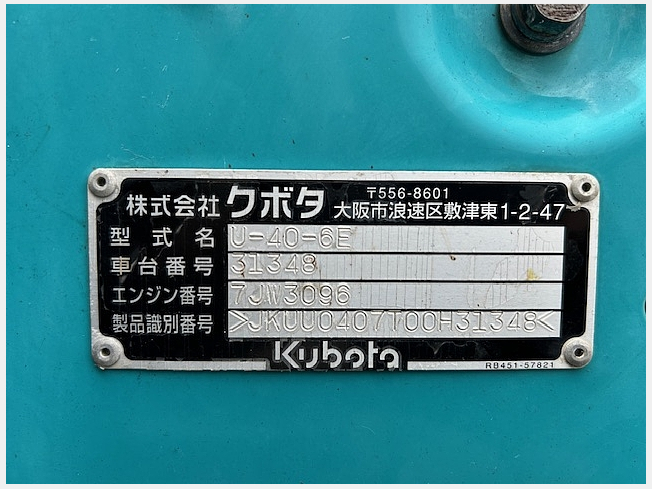 株式会社 クボタ 〒556-8601
大阪市浪速区敷津東1-2-47
型式名 U-40-6E
車台番号 31348
エンジン番号 7JW3096
製品識別番号 >JKUU0407T00H31348<
Kubota
RB451-57821